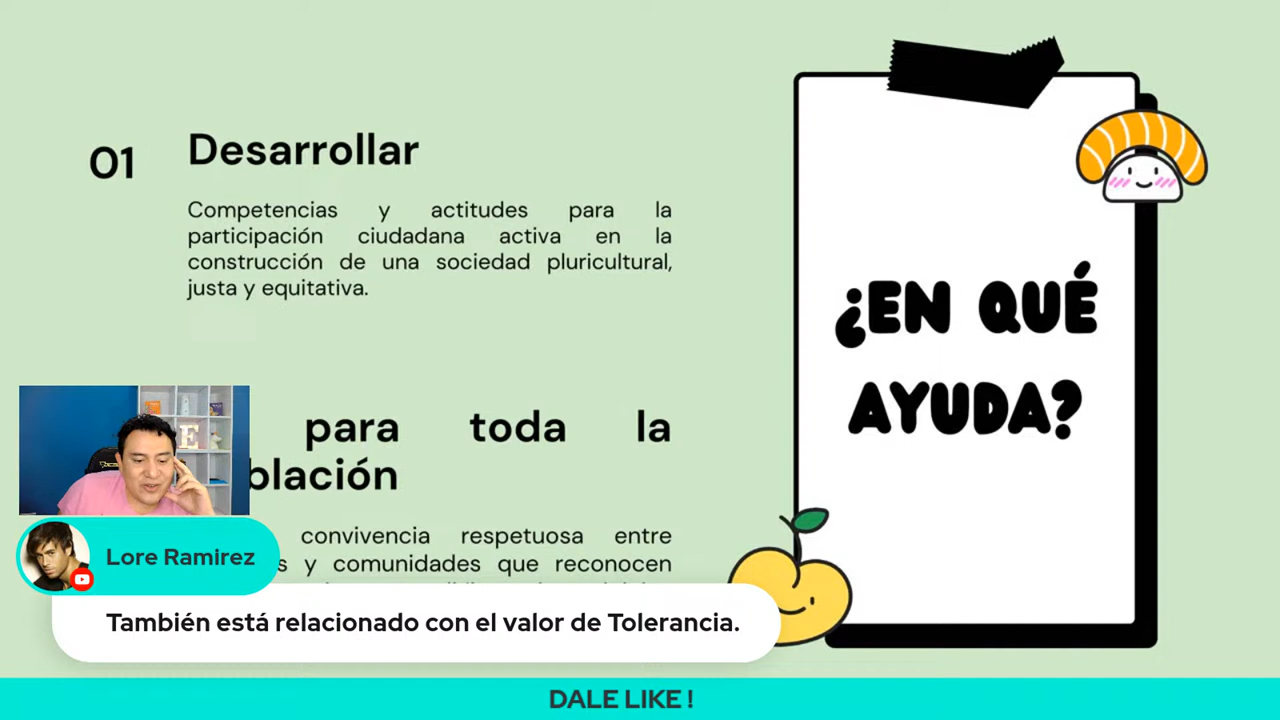 01
Desarrollar
Competencias y actitudes para la
participación ciudadana activa en la
construcción de una sociedad pluricultural,
justa y equitativa.
para toda la
blación
convivencia respetuosa entre
y comunidades que reconocen
¿EN QUÉ
AYUDA?
E
Lore Ramirez
También está relacionado con el valor de Tolerancia.
DALE LIKE !